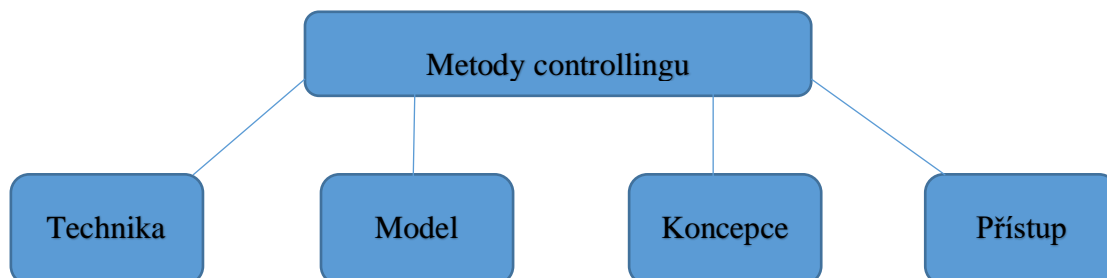 Metody controllingu
Technika
Model
Koncepce
Přístup